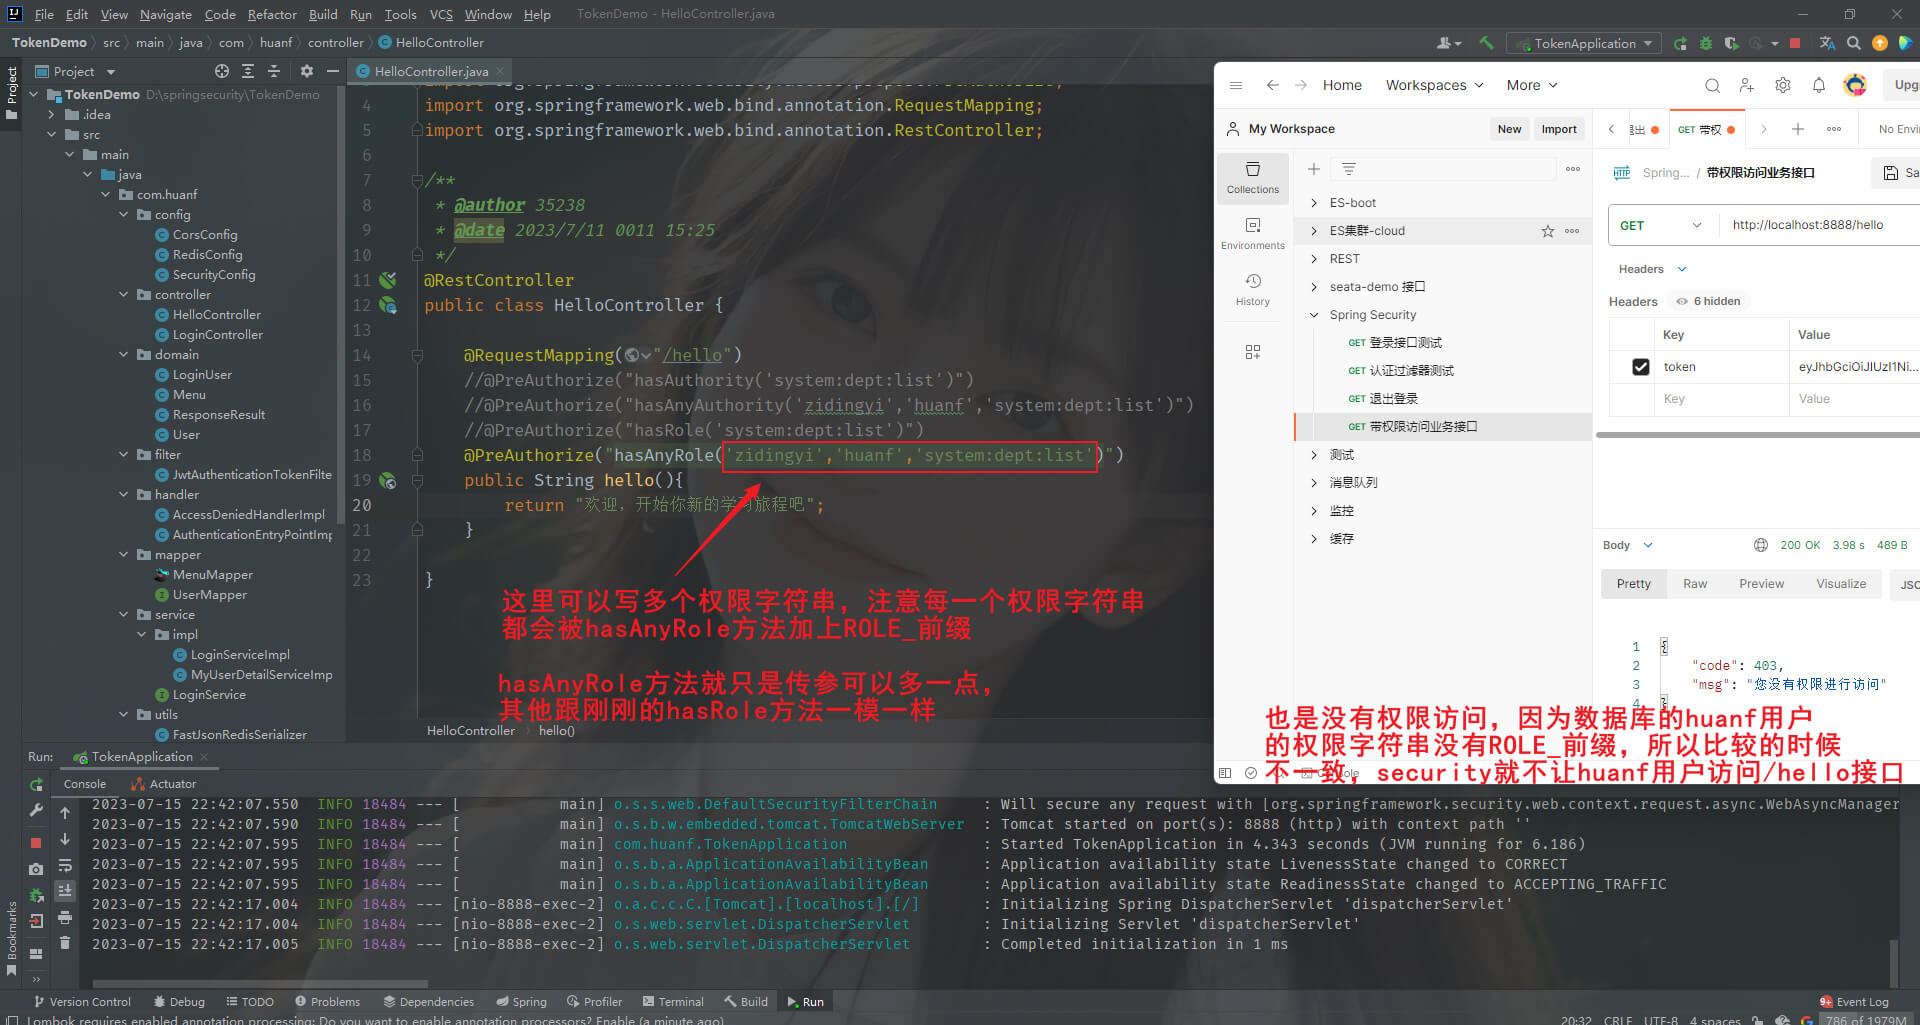 File Edit View Navigate Code Refactor Build Run Tools VCS Window Help TokenDemo - HelloController.java
TokenDemo src main java com huanf controller HelloController
TokenApplication
Project
Project
HelloController.java
TokenDemo D:\springsecurity\TokenDemo
.idea
src
main
java
com.huanf
config
CorsConfig
RedisConfig
SecurityConfig
controller
HelloController
LoginController
domain
LoginUser
Menu
ResponseResult
User
filter
JwtAuthenticationTokenFilte
handler
AccessDeniedHandlerImpl
AuthenticationEntryPointImp
mapper
MenuMapper
UserMapper
service
impl
LoginServiceImpl
MyUserDetailServiceImp
LoginService
utils
FastJsonRedisSerializer
4 import org.springframework.web.bind.annotation.RequestMapping;
5 import org.springframework.web.bind.annotation.RestController;
6
7 /**
8 * @author 35238
9 * @date 2023/7/11 0011 15:25
10 */
11 @RestController
12 public class HelloController {
13
14 @RequestMapping("/hello")
15 //@PreAuthorize("hasAuthority('system:dept:list')")
16 //@PreAuthorize("hasAnyAuthority('zidingyi','huanf','system:dept:list')")
17 //@PreAuthorize("hasRole('system:dept:list')")
18 @PreAuthorize("hasAnyRole('zidingyi','huanf','system:dept:list')")
19 public String hello(){
20 return "欢迎，开始你新的学习旅程吧";
21 }
22
23 }
这里可以写多个权限字符串，注意每一个权限字符串
都会被hasAnyRole方法加上ROLE_前缀
hasAnyRole方法就只是传参可以多一点，
其他跟刚刚的hasRole方法一模一样
HelloController hello()
Home Workspaces More Upg
My Workspace New Import
GET 带权 No Envi
Collections
Environments
History
ES-boot
ES集群-cloud
REST
seata-demo 接口
Spring Security
GET 登录接口测试
GET 认证过滤器测试
GET 退出登录
GET 带权限访问业务接口
测试
消息队列
监控
缓存
HTTP Spring... / 带权限访问业务接口 Sa
GET http://localhost:8888/hello
Headers
Headers 6 hidden
Key Value
token eyJhbGciOiJIUzI1Ni...
Key Value
Body 200 OK 3.98 s 489 B
Pretty Raw Preview Visualize JSC
1 {
2 "code": 403,
3 "msg": "您没有权限进行访问"
4 }
也是没有权限访问，因为数据库的huanf用户
的权限字符串没有ROLE_前缀，所以比较的时候
不一致，security就不让huanf用户访问/hello接口
Run: TokenApplication
Console Actuator
2023-07-15 22:42:07.550 INFO 18484 --- [ main] o.s.s.web.DefaultSecurityFilterChain : Will secure any request with [org.springframework.security.web.context.request.async.WebAsyncManager
2023-07-15 22:42:07.590 INFO 18484 --- [ main] o.s.b.w.embedded.tomcat.TomcatWebServer : Tomcat started on port(s): 8888 (http) with context path ''
2023-07-15 22:42:07.595 INFO 18484 --- [ main] com.huanf.TokenApplication : Started TokenApplication in 4.343 seconds (JVM running for 6.186)
2023-07-15 22:42:07.595 INFO 18484 --- [ main] o.s.b.a.ApplicationAvailabilityBean : Application availability state LivenessState changed to CORRECT
2023-07-15 22:42:07.595 INFO 18484 --- [ main] o.s.b.a.ApplicationAvailabilityBean : Application availability state ReadinessState changed to ACCEPTING_TRAFFIC
2023-07-15 22:42:17.004 INFO 18484 --- [nio-8888-exec-2] o.a.c.c.C.[Tomcat].[localhost].[/] : Initializing Spring DispatcherServlet 'dispatcherServlet'
2023-07-15 22:42:17.004 INFO 18484 --- [nio-8888-exec-2] o.s.web.servlet.DispatcherServlet : Initializing Servlet 'dispatcherServlet'
2023-07-15 22:42:17.005 INFO 18484 --- [nio-8888-exec-2] o.s.web.servlet.DispatcherServlet : Completed initialization in 1 ms
Bookmarks
Version Control Debug TODO Problems Dependencies Spring Profiler Terminal Build Run 9+ Event Log
Lombok requires enabled annotation processing: Do you want to enable annotation processors? Enable (a minute ago) 20:32 CRLF UTF-8 4 spaces 786 of 1979M